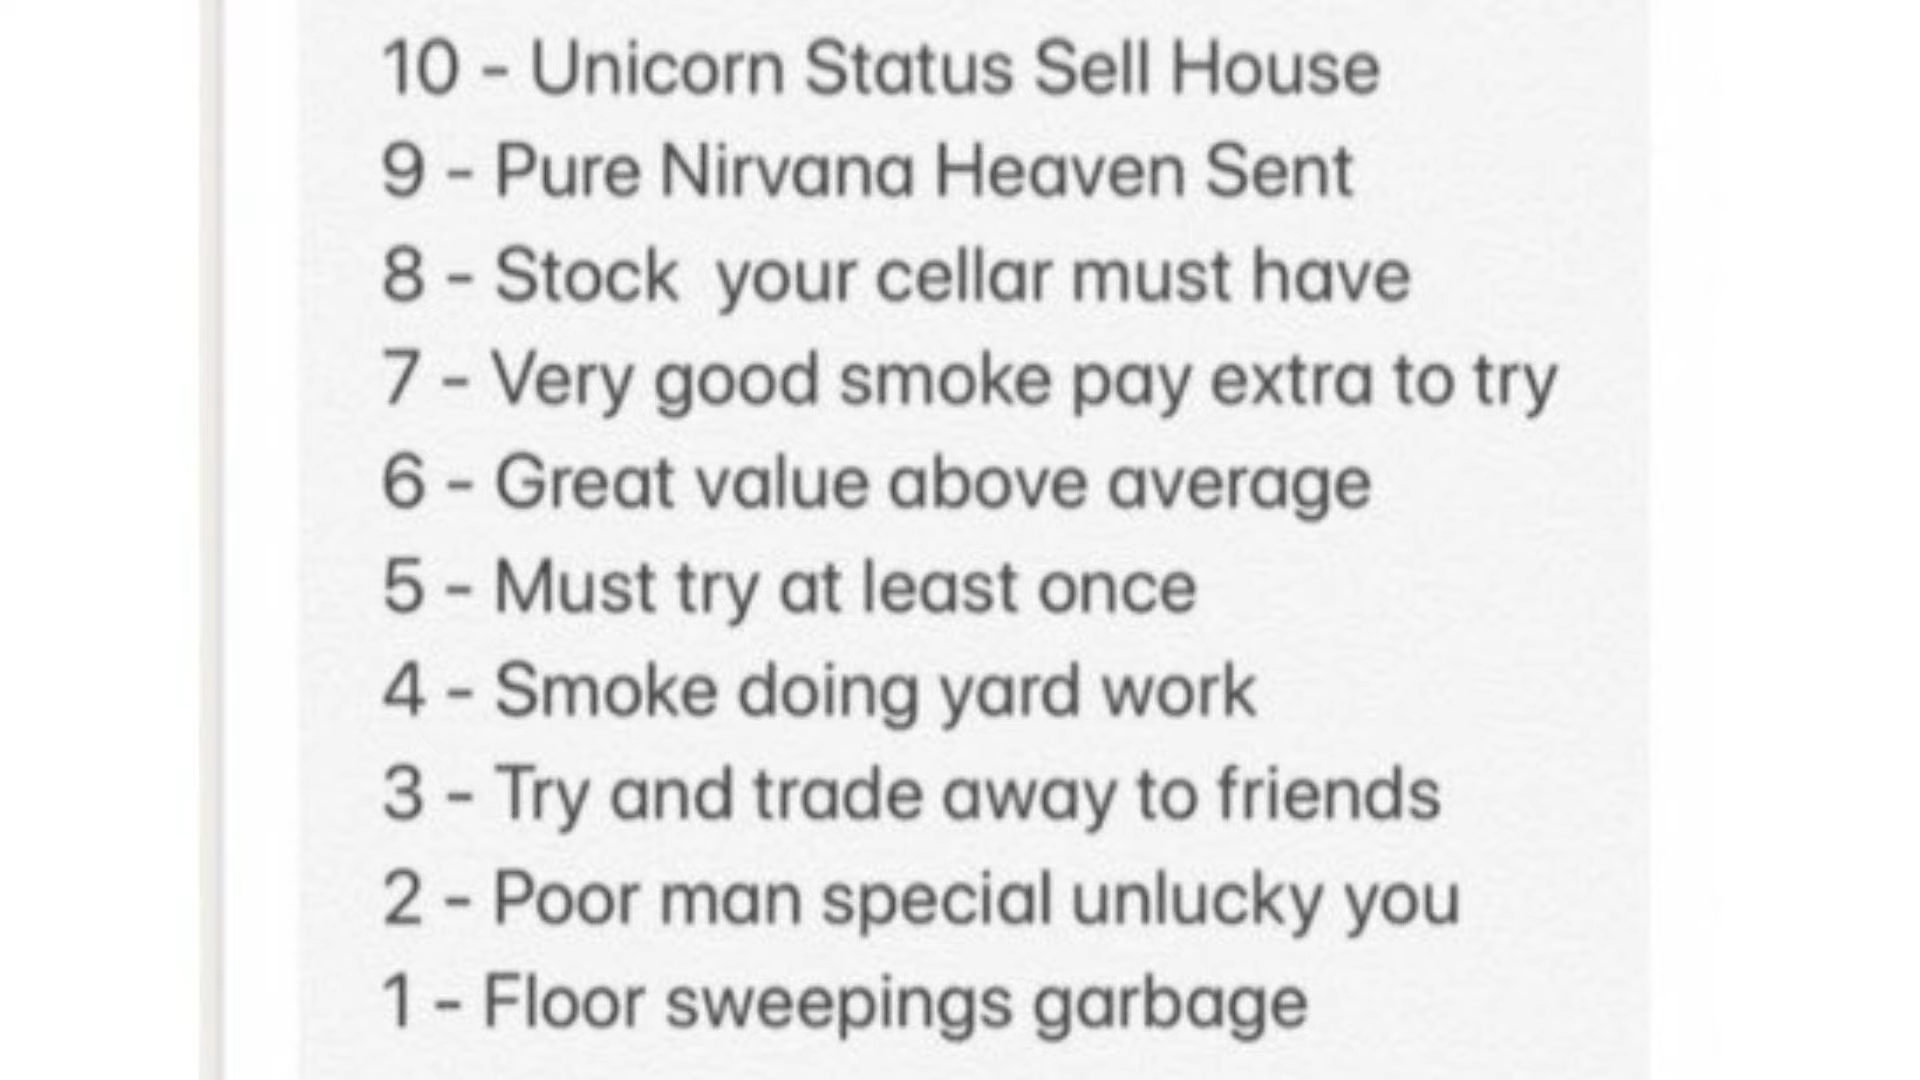 10 - Unicorn Status Sell House
9 - Pure Nirvana Heaven Sent
8 - Stock  your cellar must have
7 - Very good smoke pay extra to try
6 - Great value above average
5 - Must try at least once
4 - Smoke doing yard work
3 - Try and trade away to friends
2 - Poor man special unlucky you
1 - Floor sweepings garbage